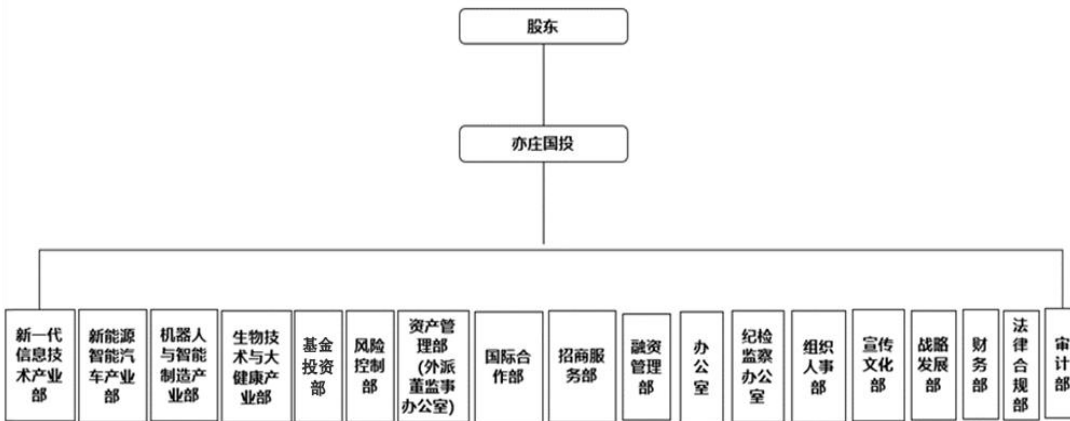 股东
亦庄国投
新一代
信息技
术产业
部
新能源
智能汽
车产业部
机器人
与智能
制造产
业部
生物技
术与大
健康产
业部
基金
投资
部
风险
控制
部
资产管
理部
(外派
董监事
办公室)
国际合
作部
招商服
务部
融资
管理
部
办
公
室
纪检
监察
办公
室
组织
人事
部
宣传
文化
部
战略
发展
部
财
务
部
法
律
合
规
部
审
计
部